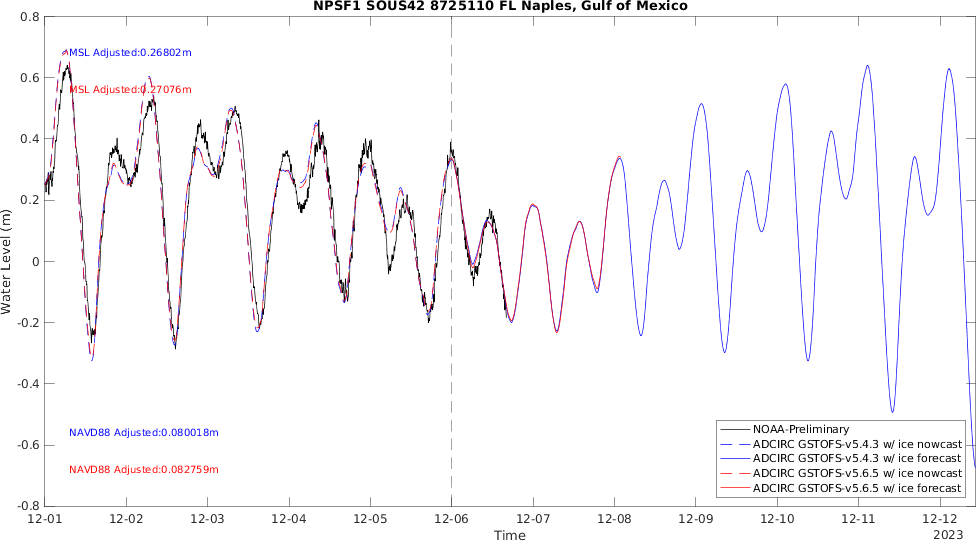 NPSF1 SOUS42 8725110 FL Naples, Gulf of Mexico
0.8
0.6
0.4
0.2
0
-0.2
-0.4
-0.6
-0.8
Water Level (m)
MSL Adjusted:0.26802m
MSL Adjusted:0.27076m
NAVD88 Adjusted:0.080018m
NAVD88 Adjusted:0.082759m
NOAA-Preliminary
ADCIRC GSTOFS-v5.4.3 w/ ice nowcast
ADCIRC GSTOFS-v5.4.3 w/ ice forecast
ADCIRC GSTOFS-v5.6.5 w/ ice nowcast
ADCIRC GSTOFS-v5.6.5 w/ ice forecast
12-01 12-02 12-03 12-04 12-05 12-06 12-07 12-08 12-09 12-10 12-11 12-12
Time
2023